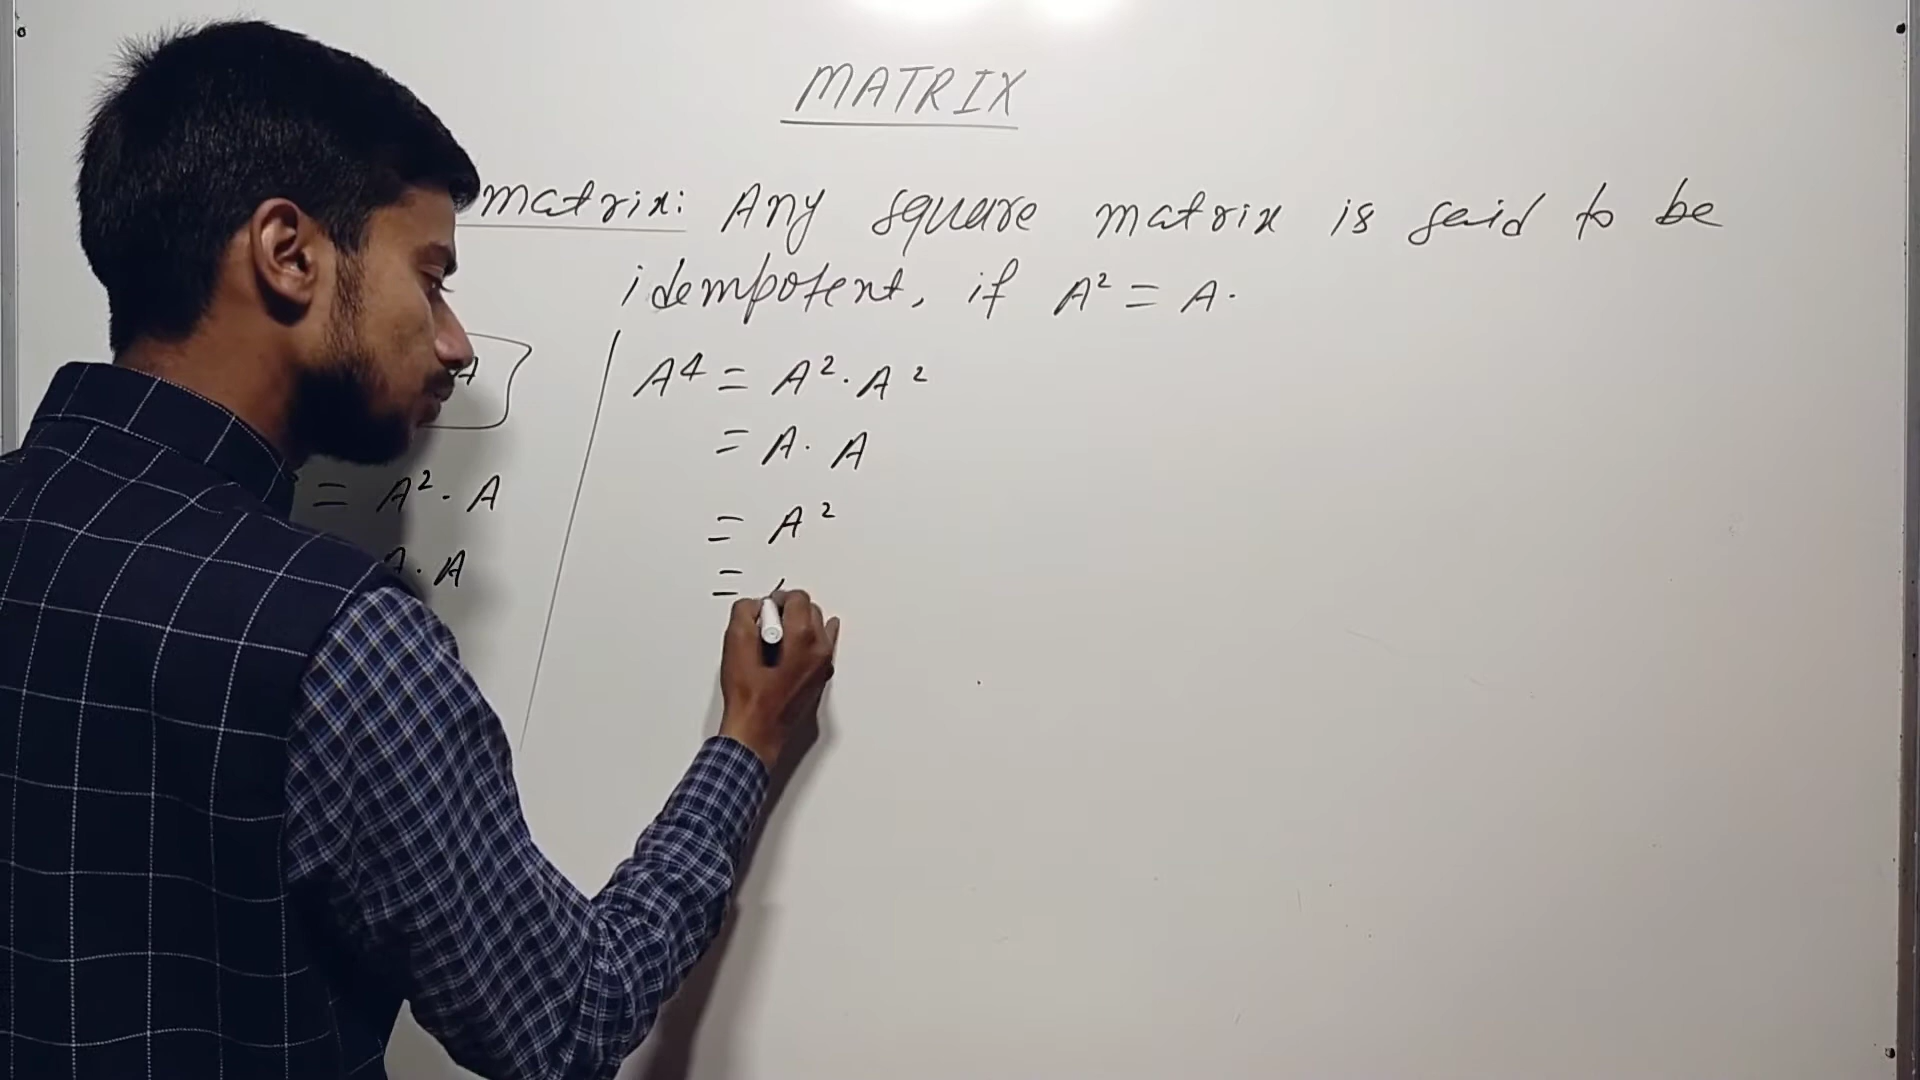 MATRIX
matrix: Any square matrix is said to be
idempotent, if A² = A.
A
= A² · A
A · A
A⁴ = A² · A²
= A · A
= A²
=